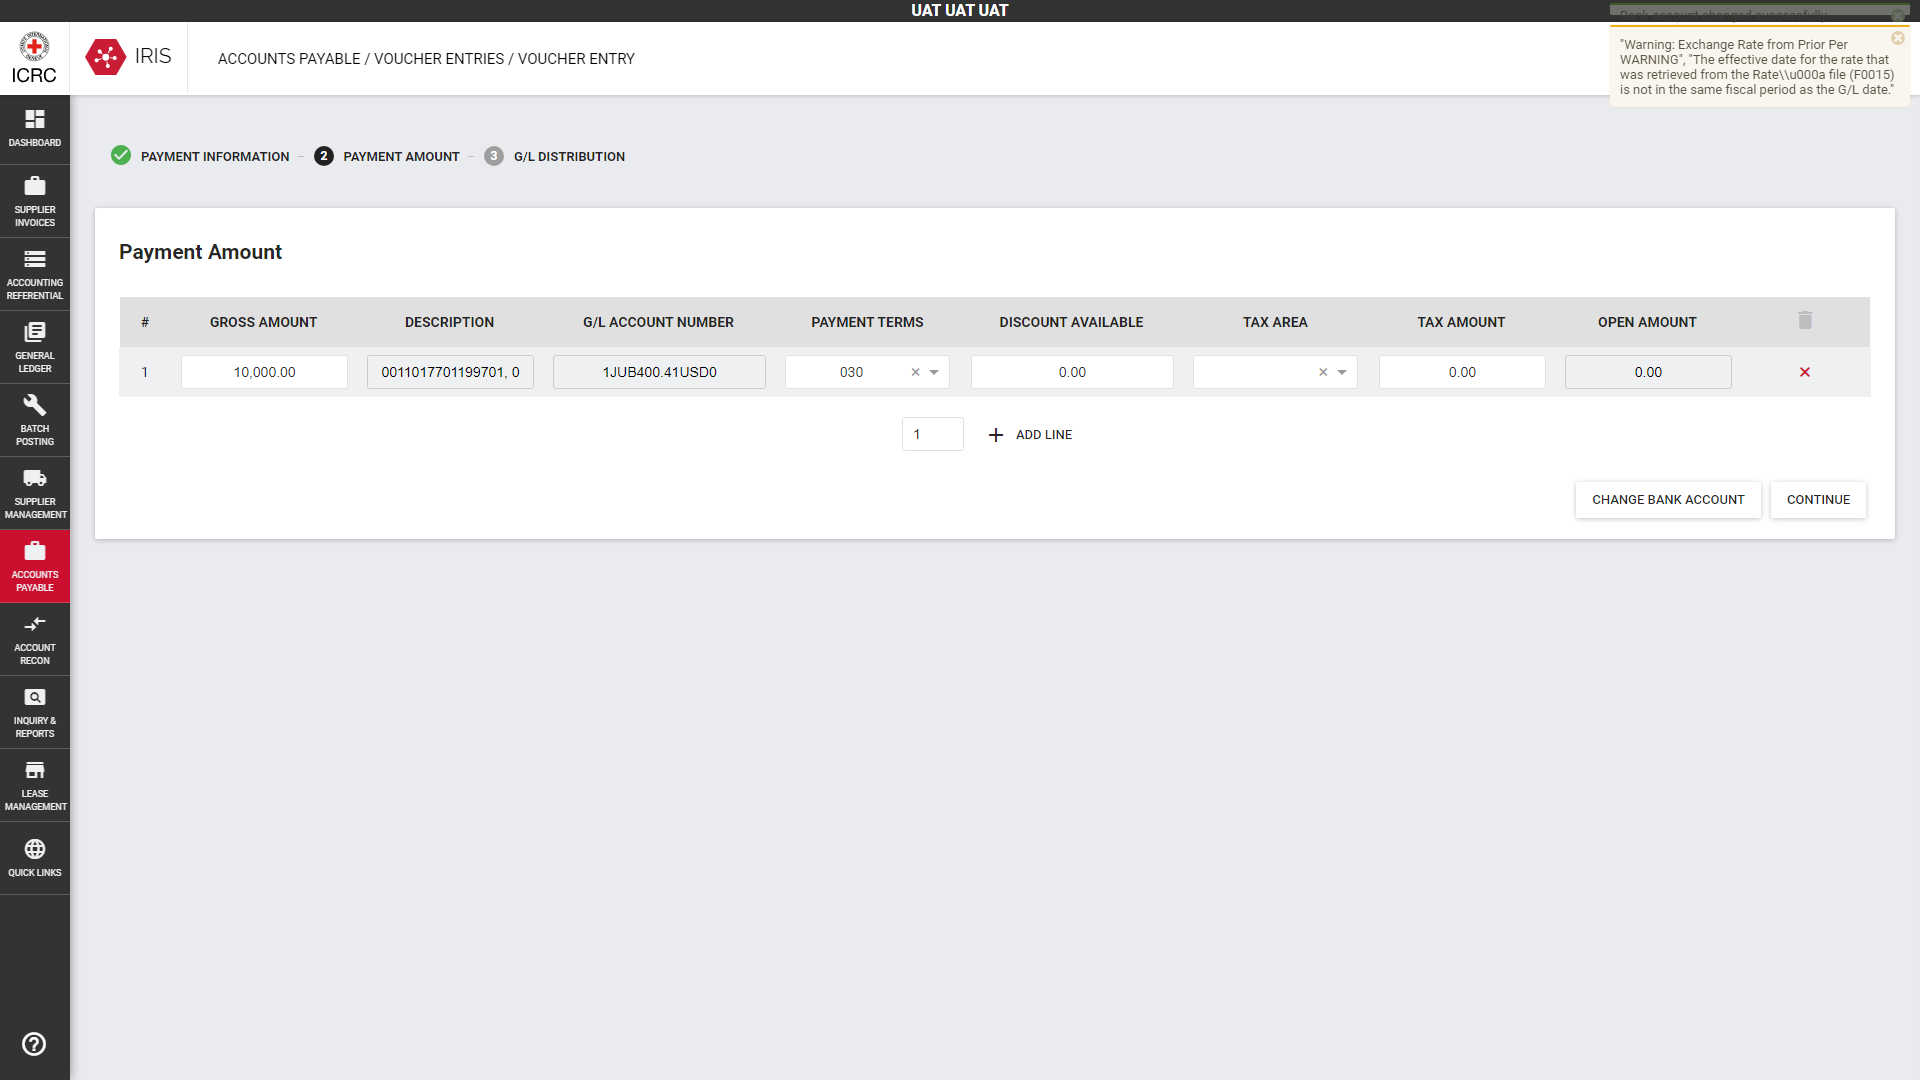 UAT UAT UAT
Bank account changed successfully
"Warning: Exchange Rate from Prior Per
WARNING", "The effective date for the rate that
was retrieved from the Rate\\u000a file (F0015)
is not in the same fiscal period as the G/L date."
ICRC
IRIS
ACCOUNTS PAYABLE / VOUCHER ENTRIES / VOUCHER ENTRY
DASHBOARD
SUPPLIER
INVOICES
ACCOUNTING
REFERENTIAL
GENERAL
LEDGER
BATCH
POSTING
SUPPLIER
MANAGEMENT
ACCOUNTS
PAYABLE
ACCOUNT
RECON
INQUIRY &
REPORTS
LEASE
MANAGEMENT
QUICK LINKS
PAYMENT INFORMATION
2 PAYMENT AMOUNT
3 G/L DISTRIBUTION
Payment Amount
# GROSS AMOUNT DESCRIPTION G/L ACCOUNT NUMBER PAYMENT TERMS DISCOUNT AVAILABLE TAX AREA TAX AMOUNT OPEN AMOUNT
1 10,000.00 0011017701199701, 0 1JUB400.41USD0 030 0.00 0.00 0.00
1 ADD LINE
CHANGE BANK ACCOUNT CONTINUE